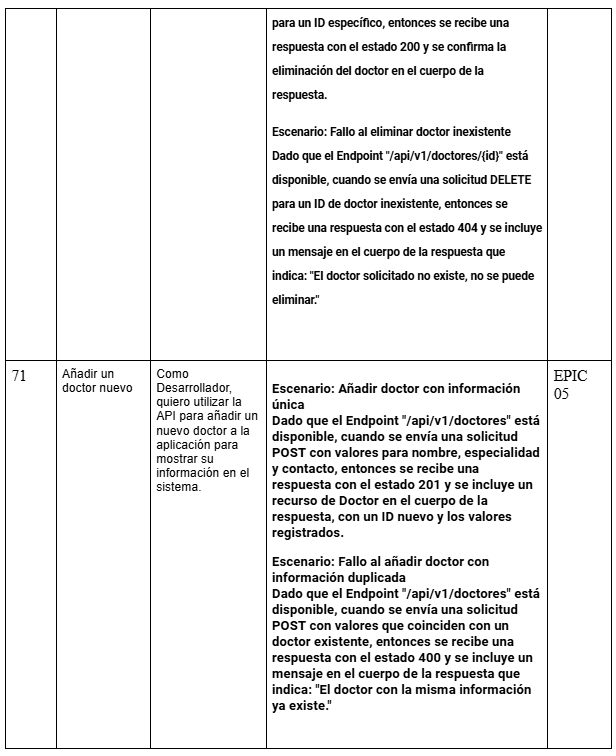 para un ID específico, entonces se recibe una
respuesta con el estado 200 y se confirma la
eliminación del doctor en el cuerpo de la
respuesta.
Escenario: Fallo al eliminar doctor inexistente
Dado que el Endpoint "/api/v1/doctores/{id}" está
disponible, cuando se envía una solicitud DELETE
para un ID de doctor inexistente, entonces se
recibe una respuesta con el estado 404 y se incluye
un mensaje en el cuerpo de la respuesta que
indica: "El doctor solicitado no existe, no se puede
eliminar."
71
Añadir un
doctor nuevo
Como
Desarrollador,
quiero utilizar la
API para añadir un
nuevo doctor a la
aplicación para
mostrar su
información en el
sistema.
Escenario: Añadir doctor con información
única
Dado que el Endpoint "/api/v1/doctores" está
disponible, cuando se envía una solicitud
POST con valores para nombre, especialidad
y contacto, entonces se recibe una
respuesta con el estado 201 y se incluye un
recurso de Doctor en el cuerpo de la
respuesta, con un ID nuevo y los valores
registrados.
Escenario: Fallo al añadir doctor con
información duplicada
Dado que el Endpoint "/api/v1/doctores" está
disponible, cuando se envía una solicitud
POST con valores que coinciden con un
doctor existente, entonces se recibe una
respuesta con el estado 400 y se incluye un
mensaje en el cuerpo de la respuesta que
indica: "El doctor con la misma información
ya existe."
EPIC
05